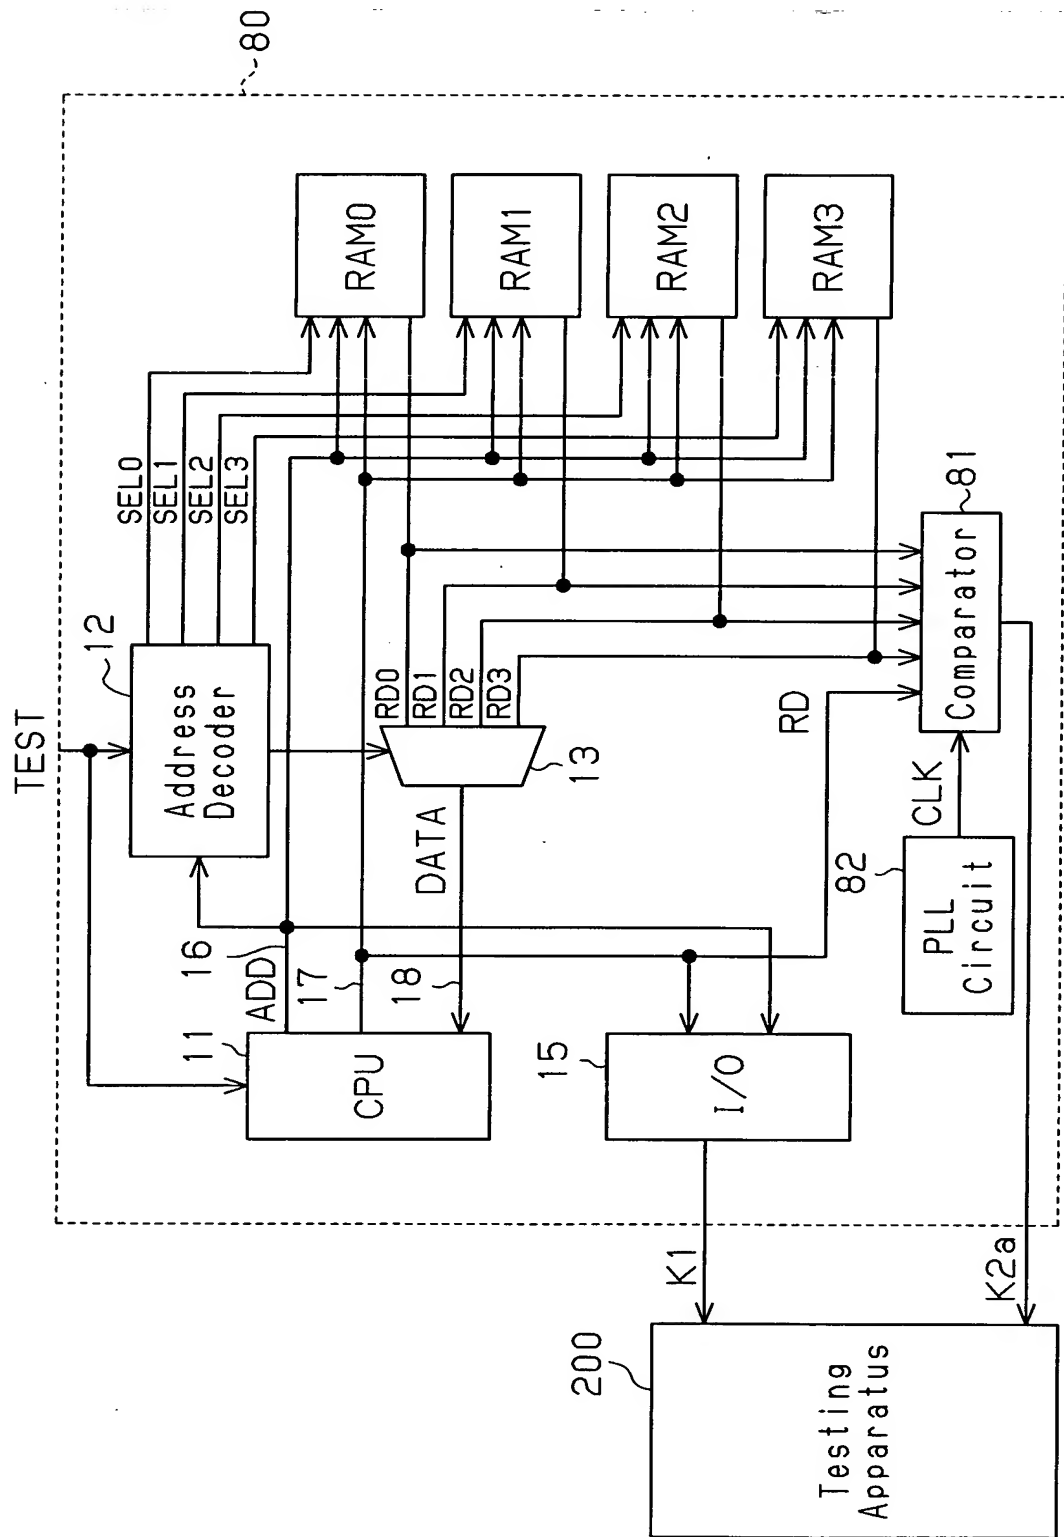 80
TEST
12
Address
Decoder
SEL0
SEL1
SEL2
SEL3
RAM0
RAM1
RAM2
RAM3
11
CPU
16
ADD
17
18
DATA
RD0
RD1
RD2
RD3
13
15
I/O
RD
82
PLL
Circuit
CLK
Comparator
81
K1
K2a
200
Testing
Apparatus